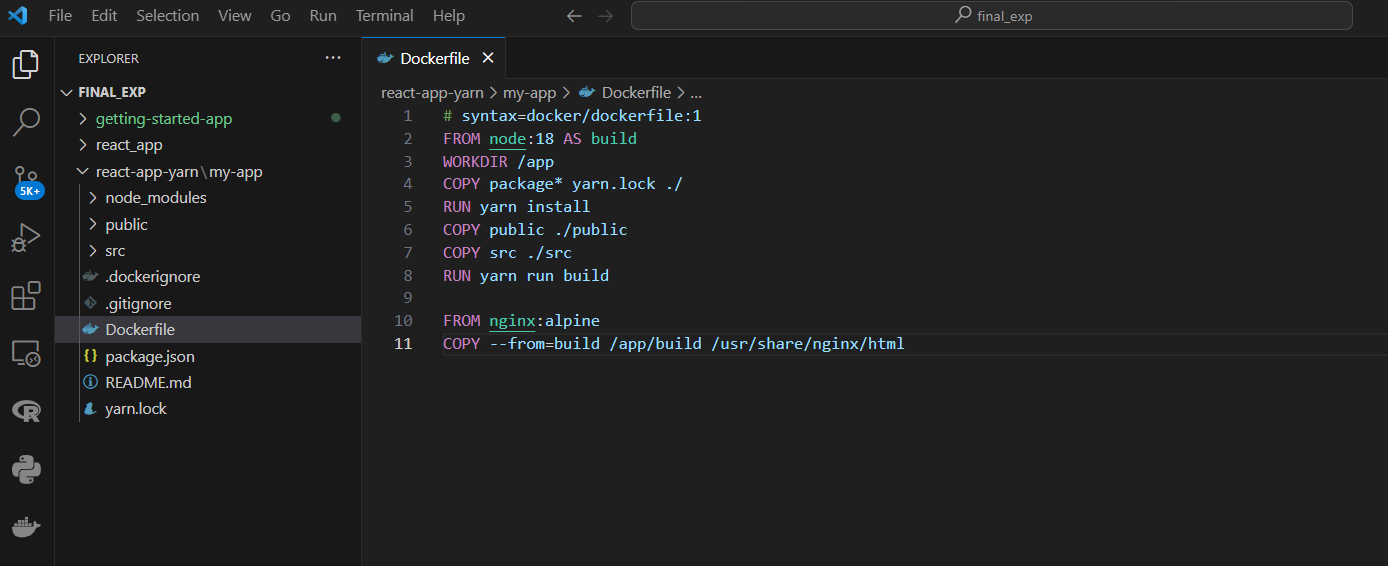 File Edit Selection View Go Run Terminal Help final_exp
EXPLORER ...
FINAL_EXP
getting-started-app
react_app
react-app-yarn\my-app
node_modules
public
src
.dockerignore
.gitignore
Dockerfile
{} package.json
README.md
yarn.lock
5K+
Dockerfile
react-app-yarn > my-app > Dockerfile > ...
1 # syntax=docker/dockerfile:1
2 FROM node:18 AS build
3 WORKDIR /app
4 COPY package* yarn.lock ./
5 RUN yarn install
6 COPY public ./public
7 COPY src ./src
8 RUN yarn run build
9
10 FROM nginx:alpine
11 COPY --from=build /app/build /usr/share/nginx/html